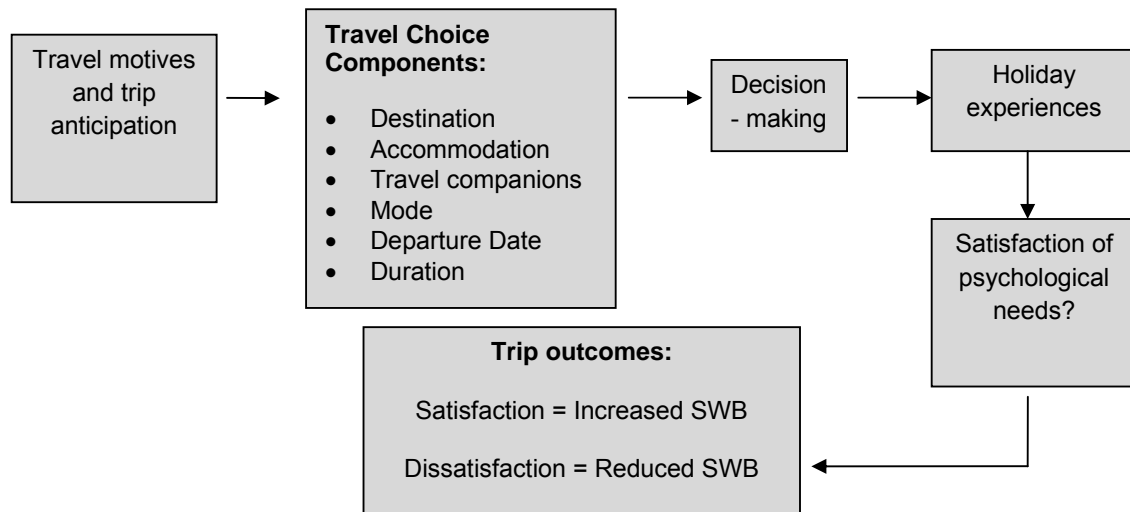 Travel motives
and trip
anticipation
Travel Choice
Components:
• Destination
• Accommodation
• Travel companions
• Mode
• Departure Date
• Duration
Decision
- making
Holiday
experiences
Satisfaction of
psychological
needs?
Trip outcomes:
Satisfaction = Increased SWB
Dissatisfaction = Reduced SWB